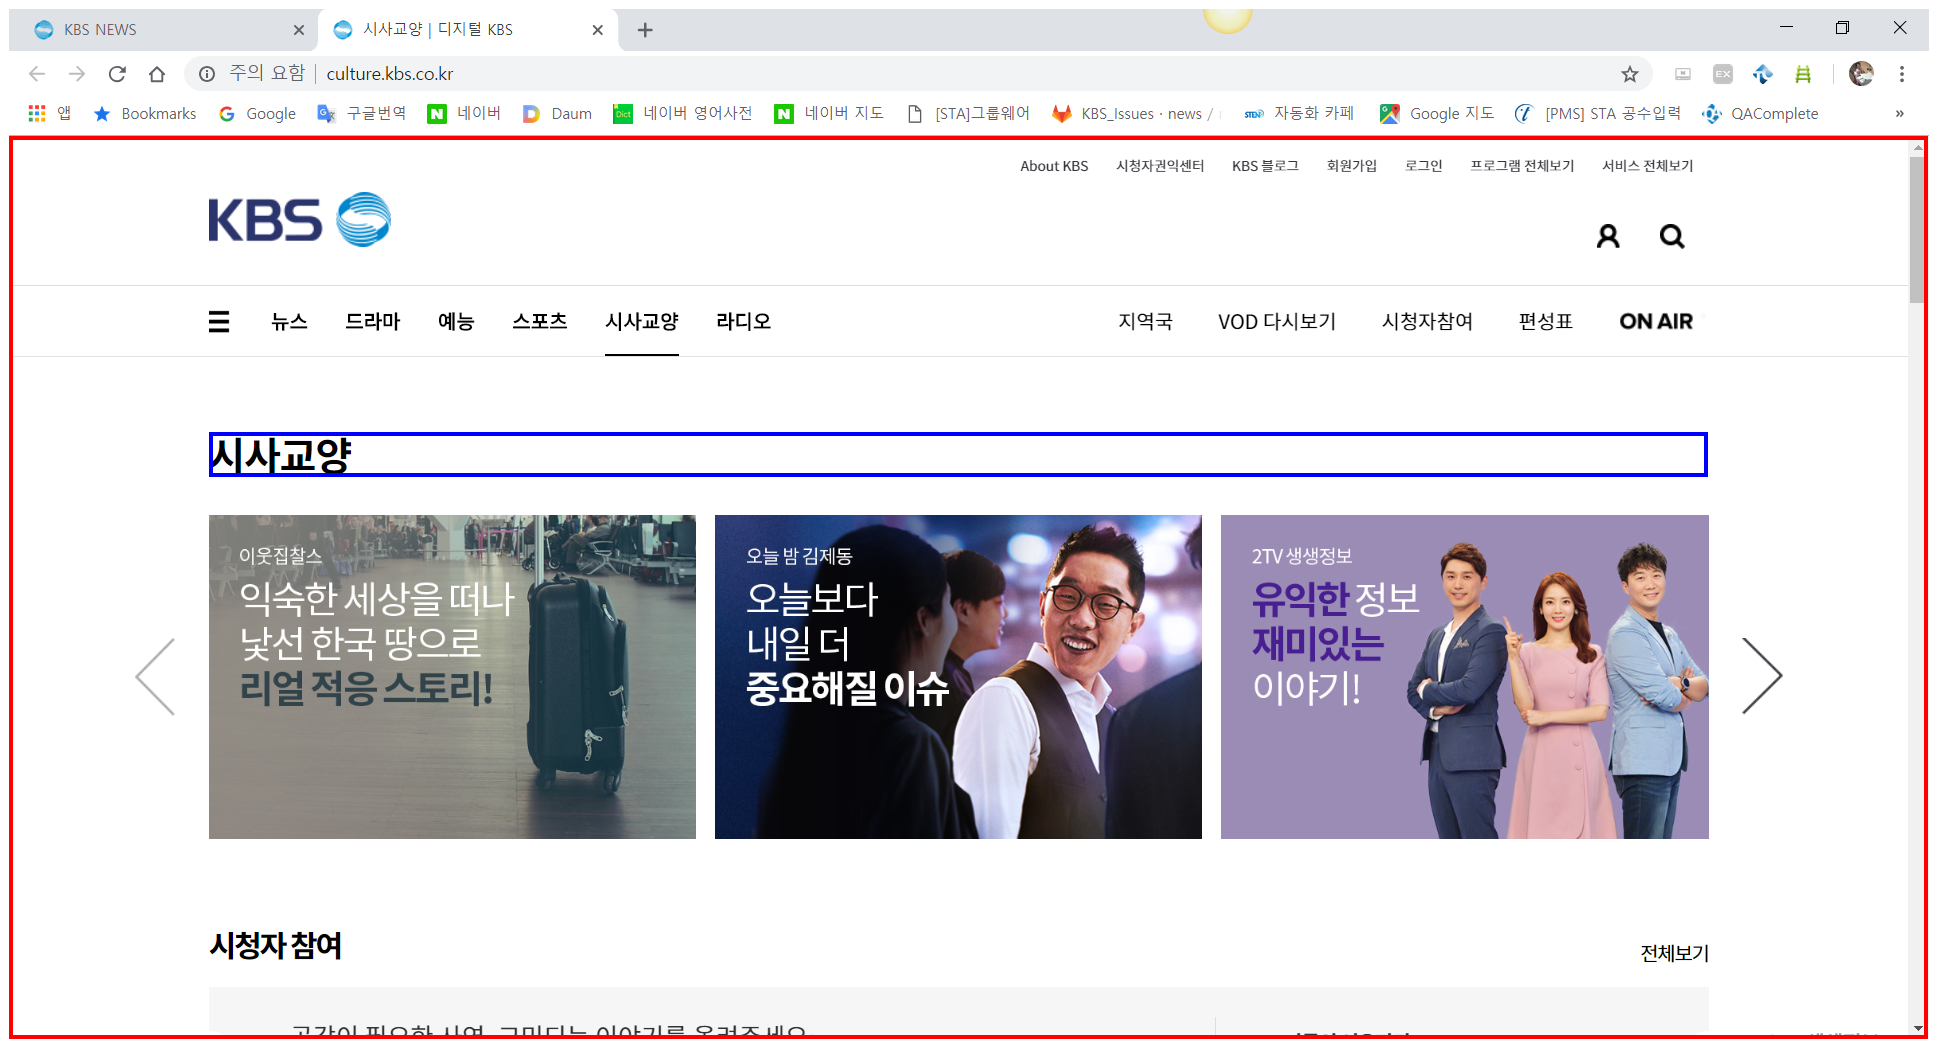 KBS NEWS
시사교양 | 디지털 KBS
주의 요함
culture.kbs.co.kr
앱
Bookmarks
Google
구글번역
네이버
Daum
네이버 영어사전
네이버 지도
[STA]그룹웨어
KBS_Issues · news /
자동화 카페
Google 지도
[PMS] STA 공수입력
QAComplete
»
About KBS
시청자권익센터
KBS 블로그
회원가입
로그인
프로그램 전체보기
서비스 전체보기
KBS
뉴스
드라마
예능
스포츠
시사교양
라디오
지역국
VOD 다시보기
시청자참여
편성표
ON AIR
시사교양
이웃집찰스
익숙한 세상을 떠나
낯선 한국 땅으로
리얼 적응 스토리!
오늘 밤 김제동
오늘보다
내일 더
중요해질 이슈
2TV 생생정보
유익한 정보
재미있는
이야기!
시청자 참여
전체보기